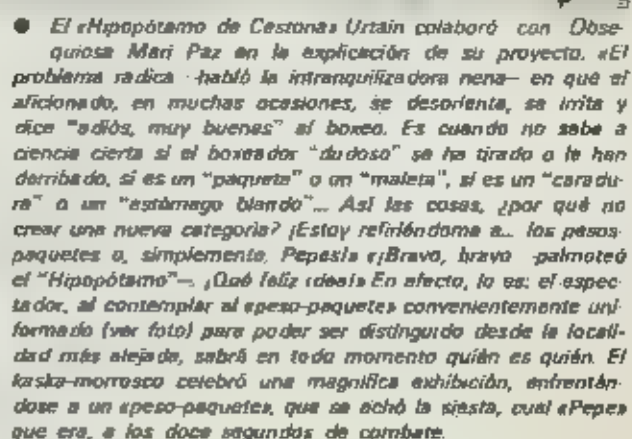 ● El «Hipopótamo de Cestona» Urtain colaboró con Obse-
quiosa Mari Paz en la explicación de su proyecto. «El
problema radica -habló la intranquilizadora nena— en que el
aficionado, en muchas ocasiones, se desorienta, se irrita y
dice "adiós, muy buenas" al boxeo. Es cuando no sabe a
ciencia cierta si el boxeador "dudoso" se ha tirado o le han
derribado, si es un "paquete" o un "maleta", si es un "caradu-
ra" o un "estómago blando"... Así las cosas, ¿por qué no
crear una nueva categoría? ¡Estoy refiriéndome a... los pesos-
paquetes o, simplemente, Pepes!» «¡Bravo, bravo -palmoteó
el "Hipopótamo"—. ¡Qué feliz idea!» En efecto, lo es: el espec-
tador, al contemplar al «peso-paquete» convenientemente uni-
formado (ver foto) para poder ser distinguido desde la locali-
dad más alejada, sabrá en todo momento quién es quién. El
kaska-morrosco celebró una magnífica exhibición, enfrentán-
dose a un «peso-paquete», que se echó la siesta, cual «Pepe»
que era, a los doce segundos de combate.